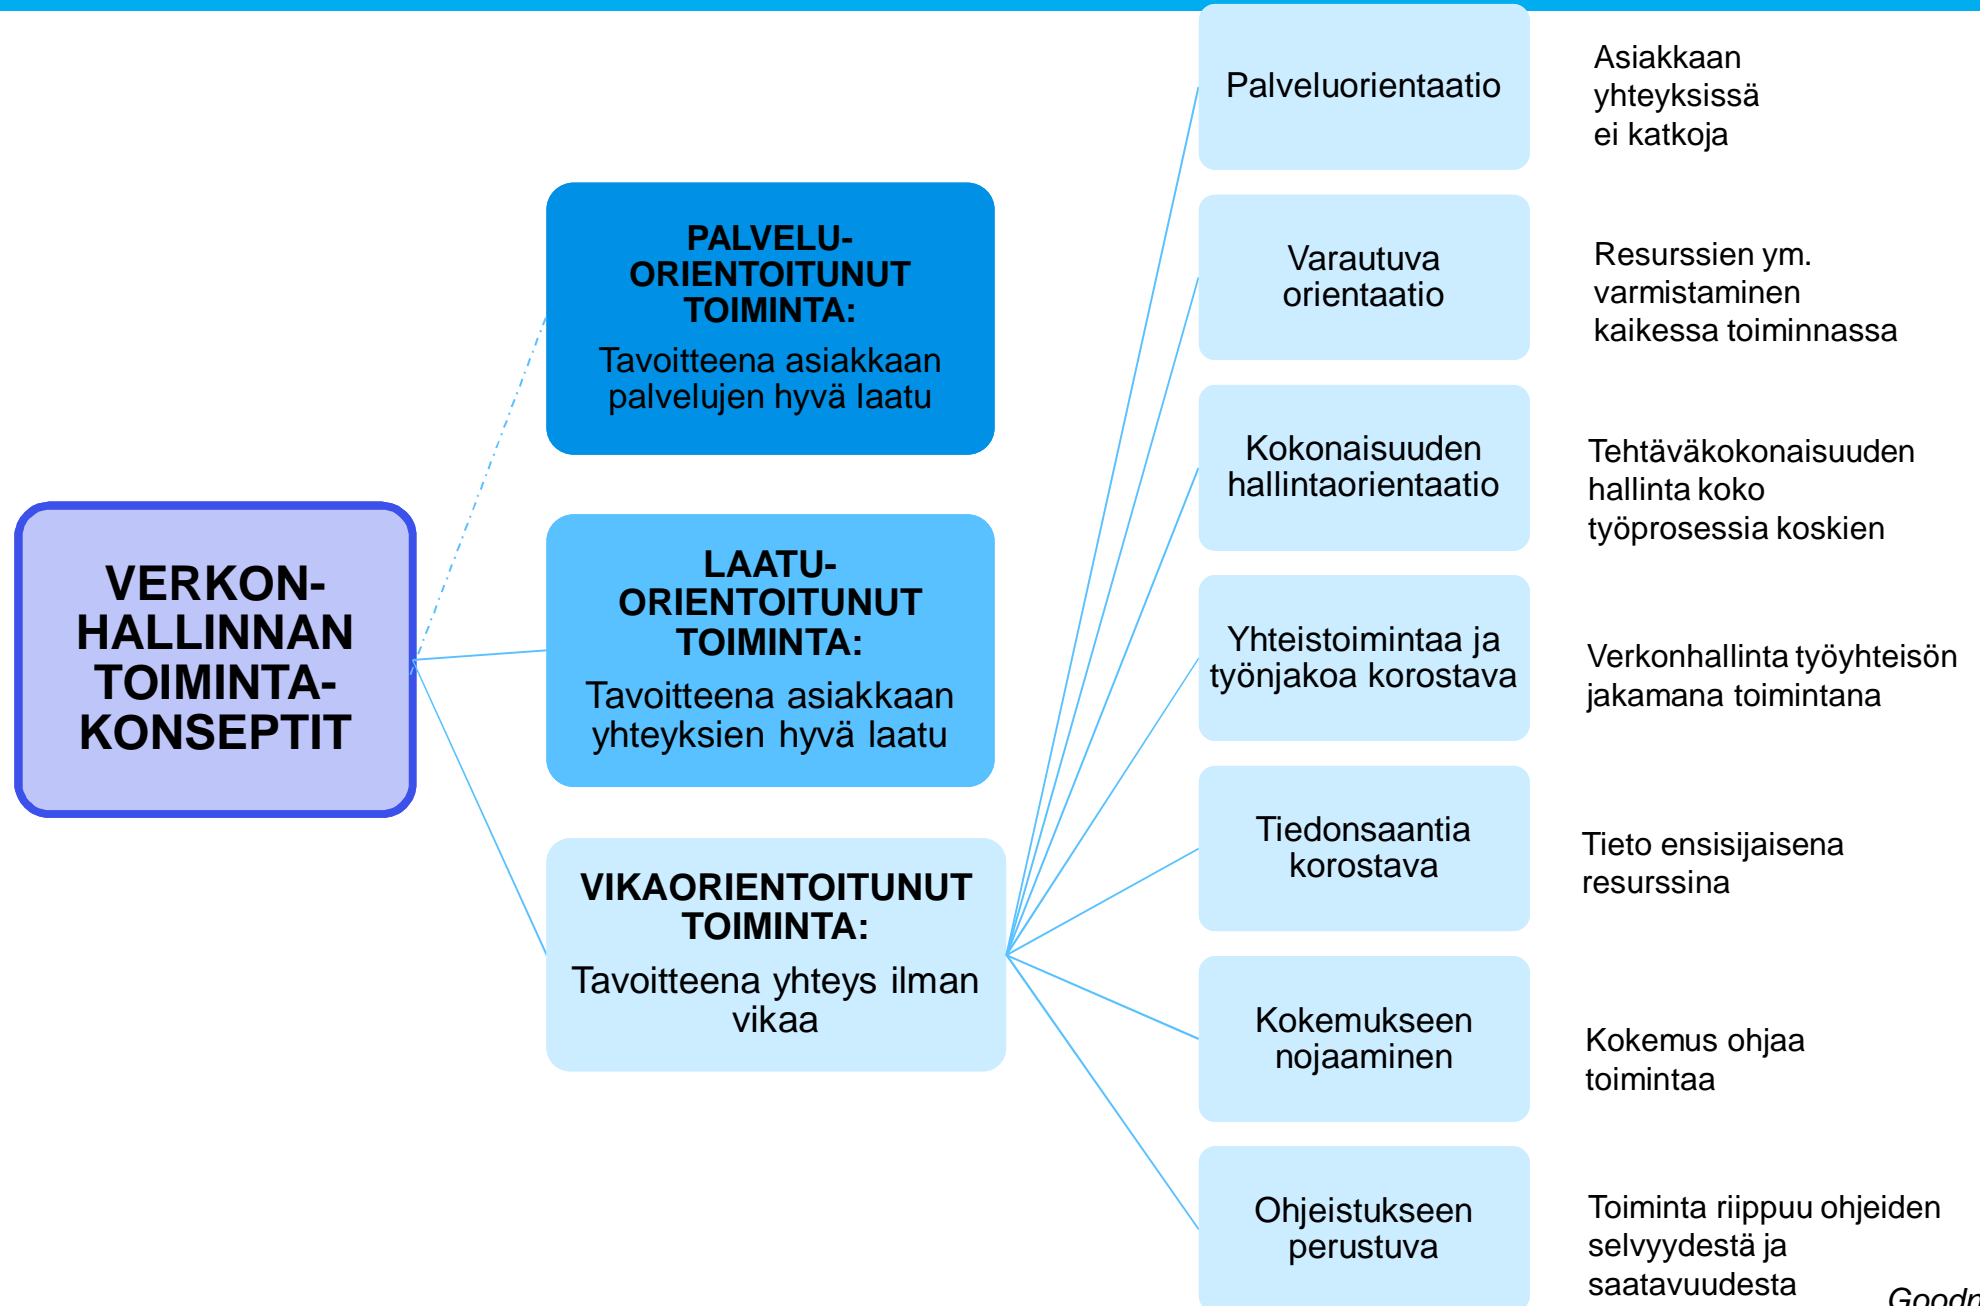 VERKON-
HALLINNAN
TOIMINTA-
KONSEPTIT
PALVELU-
ORIENTOITUNUT
TOIMINTA:
Tavoitteena asiakkaan
palvelujen hyvä laatu
LAATU-
ORIENTOITUNUT
TOIMINTA:
Tavoitteena asiakkaan
yhteyksien hyvä laatu
VIKAORIENTOITUNUT
TOIMINTA:
Tavoitteena yhteys ilman
vikaa
Palveluorientaatio
Asiakkaan
yhteyksissä
ei katkoja
Varautuva
orientaatio
Resurssien ym.
varmistaminen
kaikessa toiminnassa
Kokonaisuuden
hallintaorientaatio
Tehtäväkokonaisuuden
hallinta koko
työprosessia koskien
Yhteistoimintaa ja
työnjakoa korostava
Verkonhallinta työyhteisön
jakamana toimintana
Tiedonsaantia
korostava
Tieto ensisijaisena
resurssina
Kokemukseen
nojaaminen
Kokemus ohjaa
toimintaa
Ohjeistukseen
perustuva
Toiminta riippuu ohjeiden
selvyydestä ja
saatavuudesta